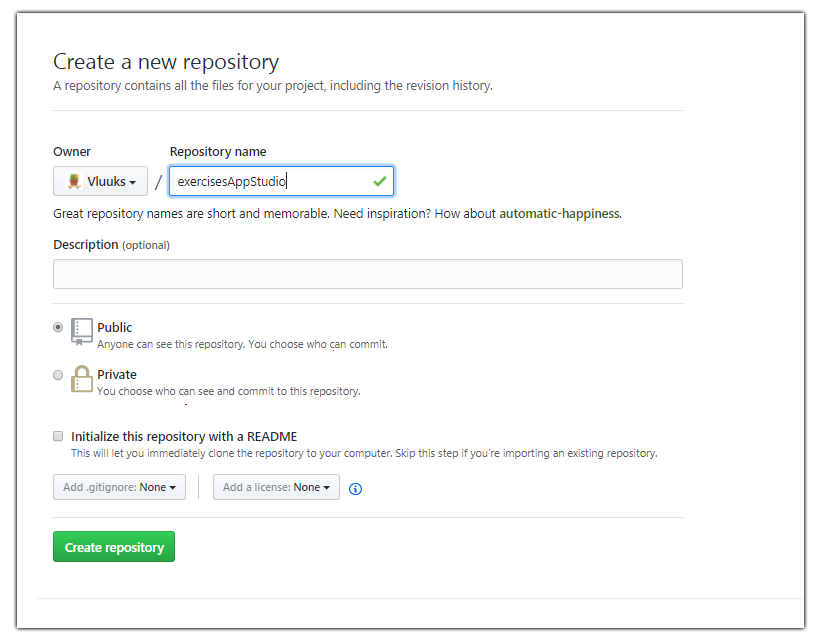 Create a new repository
A repository contains all the files for your project, including the revision history.
Owner Repository name
Vluuks / exercisesAppStudio
Great repository names are short and memorable. Need inspiration? How about automatic-happiness.
Description (optional)
Public
Anyone can see this repository. You choose who can commit.
Private
You choose who can see and commit to this repository.
Initialize this repository with a README
This will let you immediately clone the repository to your computer. Skip this step if you're importing an existing repository.
Add .gitignore: None Add a license: None
Create repository